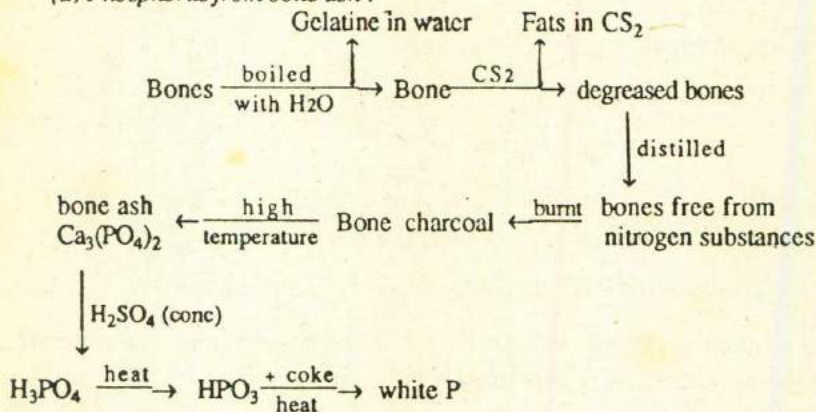 Gelatine in water Fats in CS₂
Bones boiled with H2O → Bone CS2 → degreased bones
distilled
bone ash Ca₃(PO₄)₂ ← high temperature Bone charcoal ← burnt bones free from nitrogen substances
H₂SO₄ (conc)
H₃PO₄ heat → HPO₃ + coke heat → white P